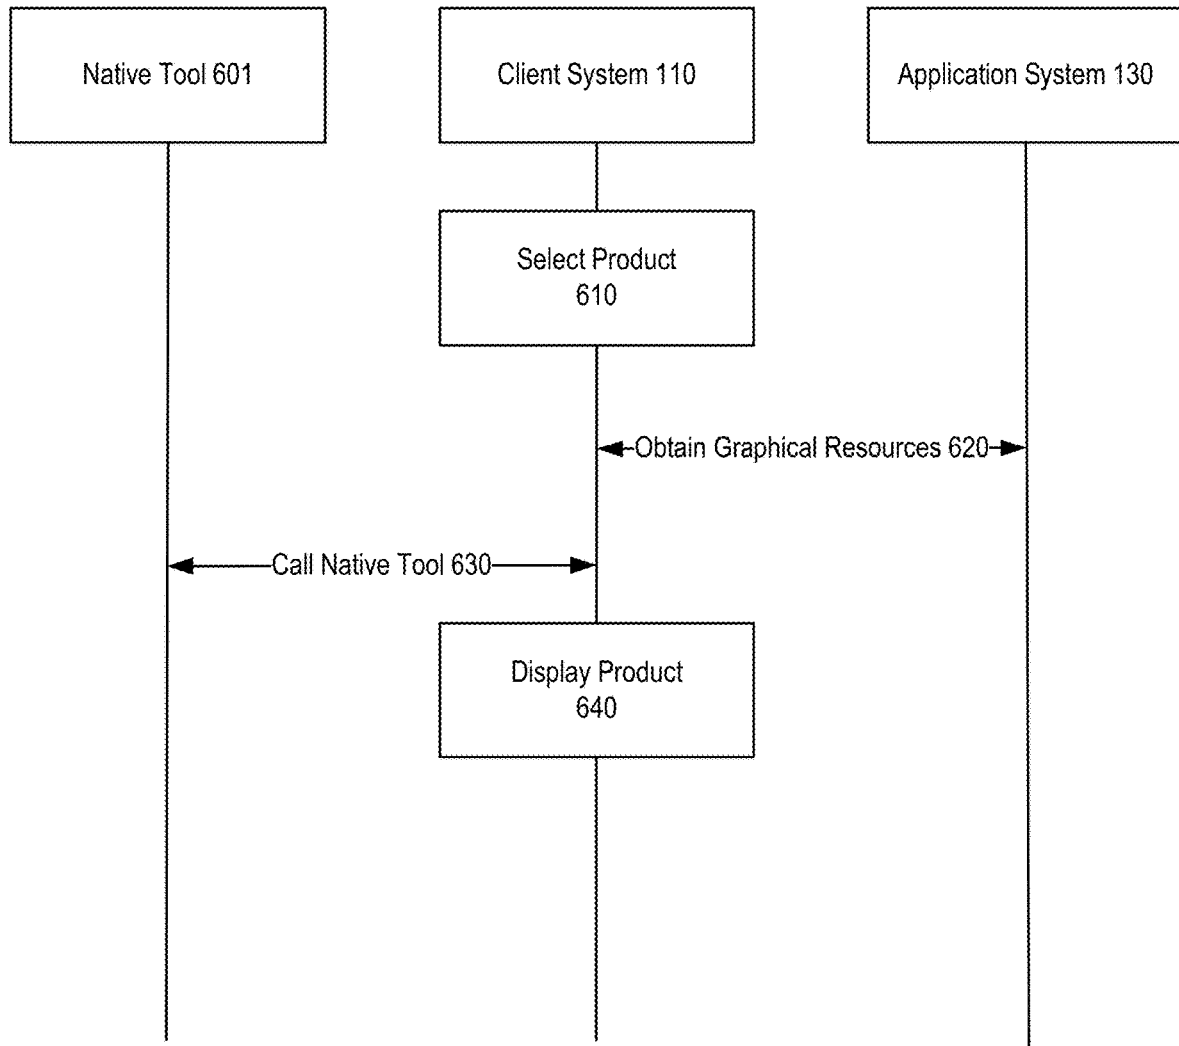 Native Tool 601
Client System 110
Application System 130
Select Product
610
Obtain Graphical Resources 620
Call Native Tool 630
Display Product
640